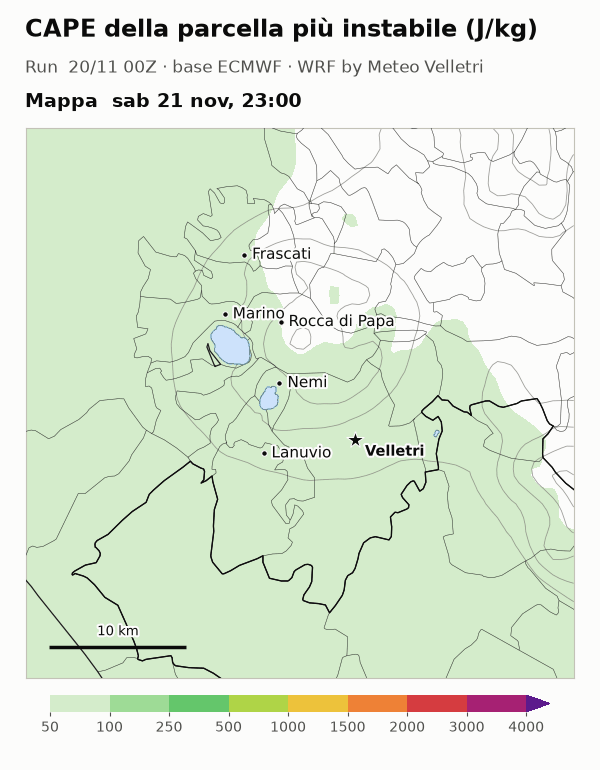 CAPE della parcella più instabile (J/kg)
Run  20/11 00Z · base ECMWF · WRF by Meteo Velletri
Mappa  sab 21 nov, 23:00
Frascati
Marino
Rocca di Papa
Nemi
Velletri
Lanuvio
10 km
50 100 250 500 1000 1500 2000 3000 4000